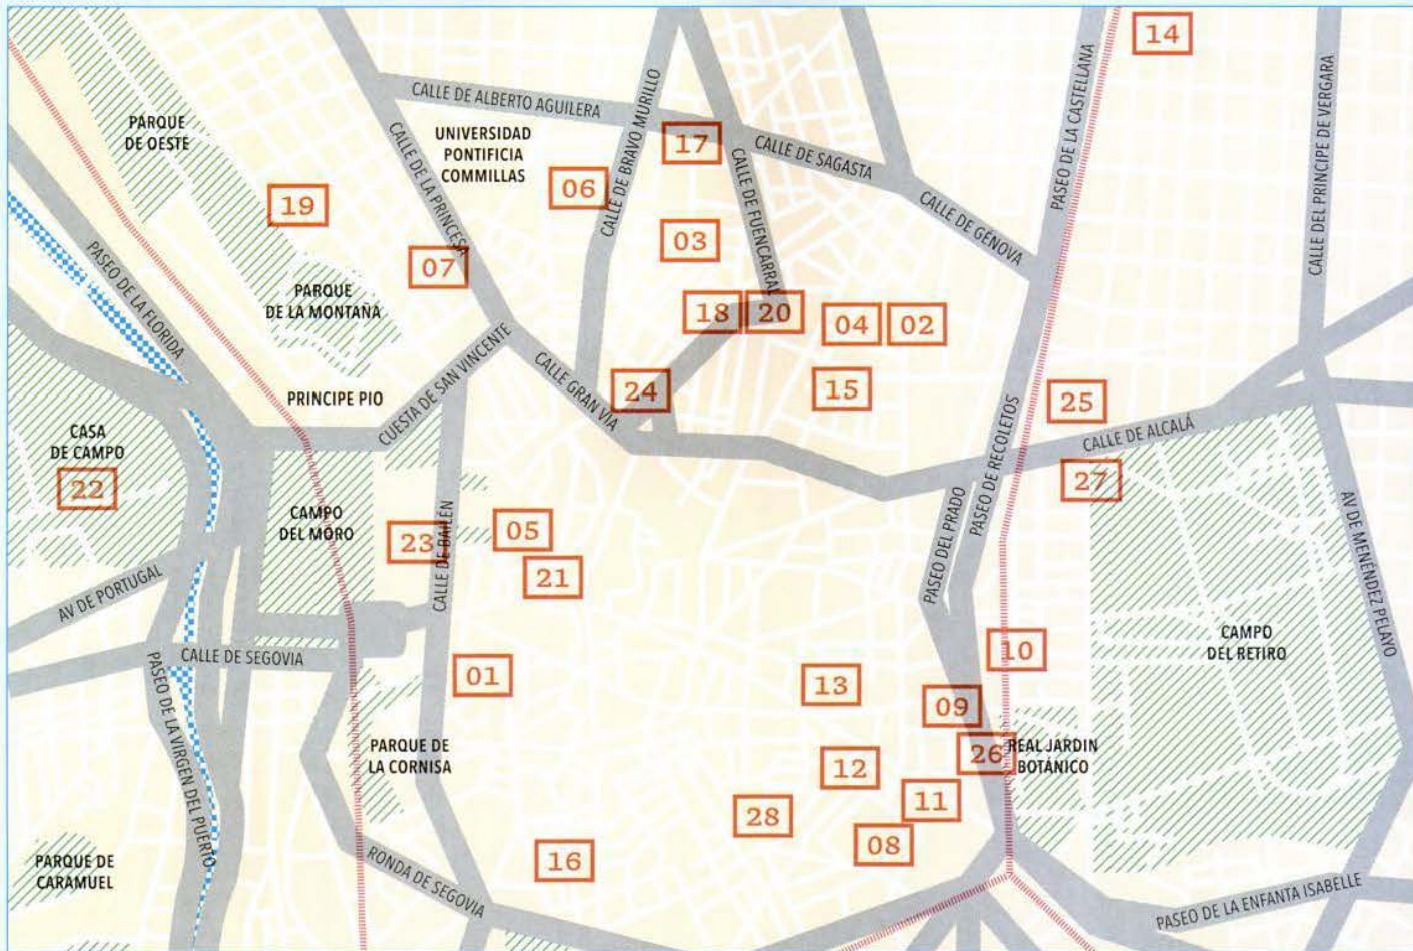 14
CALLE DE ALBERTO AGUILERA
CALLE DE BRAVO MURILLO
PASEO DE LA CASTELLANA
CALLE DEL PRINCIPE DE VERGARA
PARQUE
DE OESTE
UNIVERSIDAD
PONTIFICIA
COMMILLAS
CALLE DE LA PRINCESA
17
CALLE DE SAGASTA
CALLE DE FUENCARRAL
06
19
CALLE DE GÉNOVA
03
07
PASEO DE LA FLORIDA
PARQUE
DE LA MONTAÑA
18
20
04
02
CUESTA DE SAN VINCENTE
CALLE GRAN VIA
24
15
25
PRINCIPE PIO
CALLE DE ALCALÁ
CASA
DE CAMPO
22
27
PASEO DE RECOLETOS
PASEO DEL PRADO
AV DE MENÉNDEZ PELAYO
CAMPO
DEL MORO
23
CALLE DE BAILÉN
05
21
AV DE PORTUGAL
CAMPO
DEL RETIRO
CALLE DE SEGOVIA
10
01
13
09
PASEO DE LA VIRGEN DEL PUERTO
PARQUE DE
LA CORNISA
26
REAL JARDIN
BOTÁNICO
12
11
28
08
16
PARQUE DE
CARAMUEL
RONDA DE SEGOVIA
PASEO DE LA ENFANTA ISABELLE